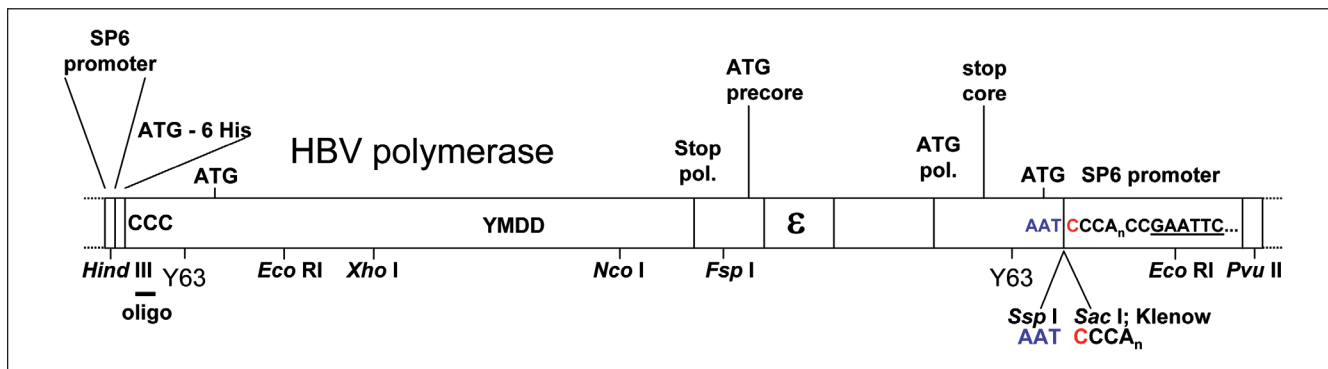 SP6
promoter
ATG - 6 His
HBV polymerase
ATG
Stop
pol.
ATG
precore
ATG
pol.
stop
core
ATG
SP6 promoter
CCC
YMDD
ε
AAT CCCAnCCGAATTC...
Hind III
Y63
Eco RI
Xho I
Nco I
Fsp I
Y63
Eco RI
Pvu II
oligo
Ssp I
Sac I; Klenow
AAT
CCCAn